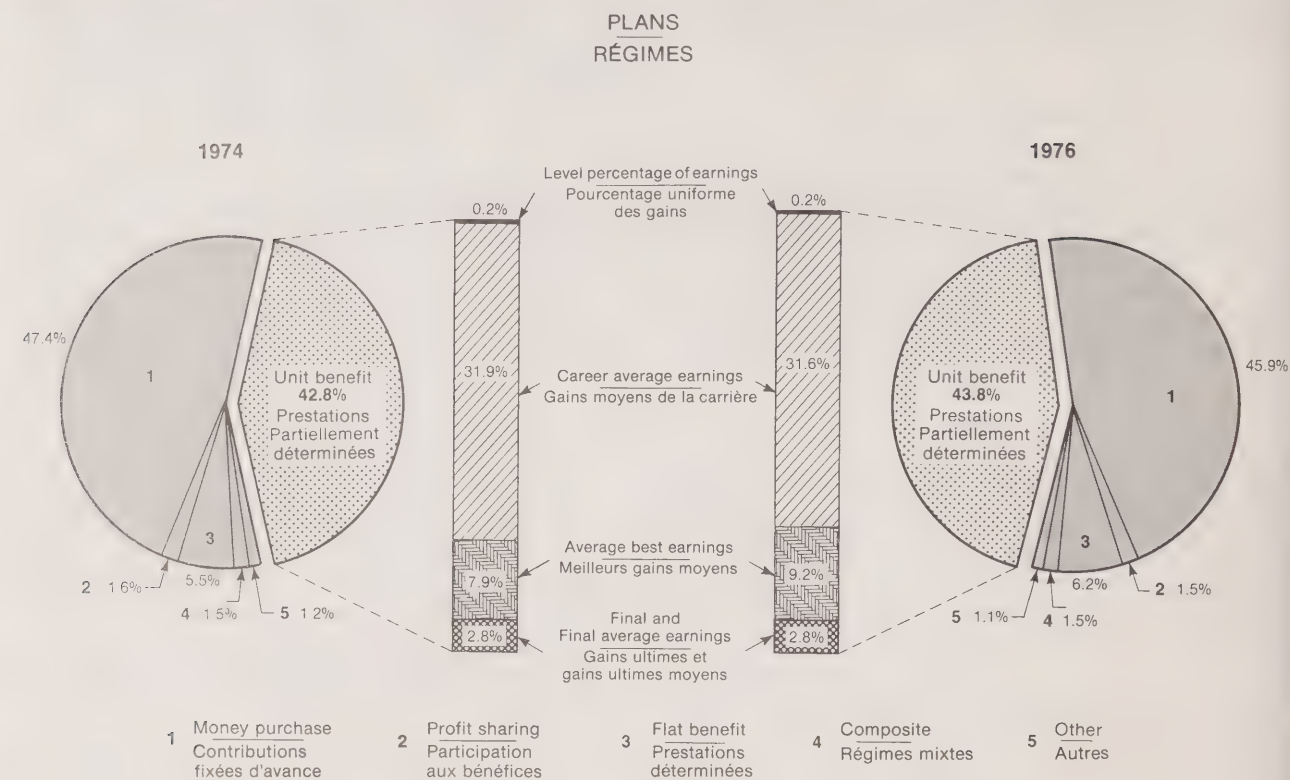 PLANS
RÉGIMES
1974
1976
Level percentage of earnings
Pourcentage uniforme
des gains
0.2%
0.2%
47.4%
1
Unit benefit
42.8%
Prestations
Partiellement
déterminées
31.9%
Career average earnings
Gains moyens de la carrière
31.6%
Unit benefit
43.8%
Prestations
Partiellement
déterminées
1
45.9%
3
5.5%
2 1 6%
4 1 5%
5 1 2%
7.9%
Average best earnings
Meilleurs gains moyens
9.2%
3
6.2%
2 1.5%
5 1.1%
4 1.5%
2.8%
Final and
Final average earnings
Gains ultimes et
gains ultimes moyens
2.8%
1 Money purchase
Contributions
fixées d'avance
2 Profit sharing
Participation
aux bénéfices
3 Flat benefit
Prestations
déterminées
4 Composite
Régimes mixtes
5 Other
Autres